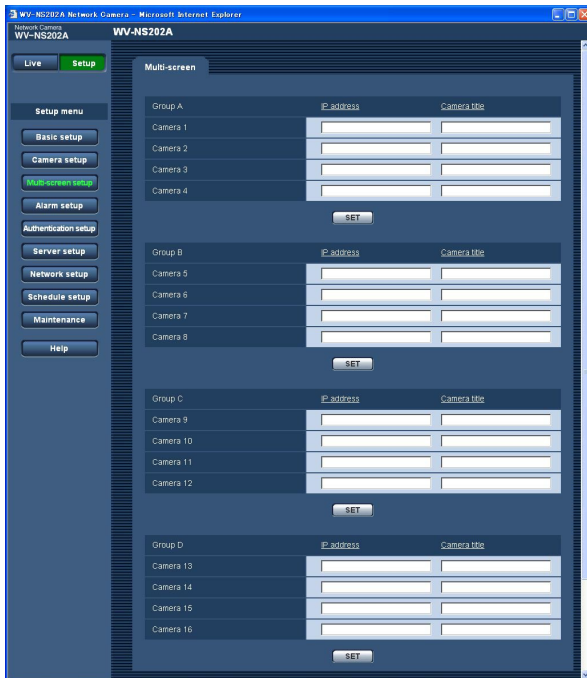 WV-NS202A Network Camera - Microsoft Internet Explorer
Network Camera
WV-NS202A
WV-NS202A
Live
Setup
Setup menu
Basic setup
Camera setup
Multi-screen setup
Alarm setup
Authentication setup
Server setup
Network setup
Schedule setup
Maintenance
Help
Multi-screen
Group A IP address Camera title
Camera 1
Camera 2
Camera 3
Camera 4
SET
Group B IP address Camera title
Camera 5
Camera 6
Camera 7
Camera 8
SET
Group C IP address Camera title
Camera 9
Camera 10
Camera 11
Camera 12
SET
Group D IP address Camera title
Camera 13
Camera 14
Camera 15
Camera 16
SET